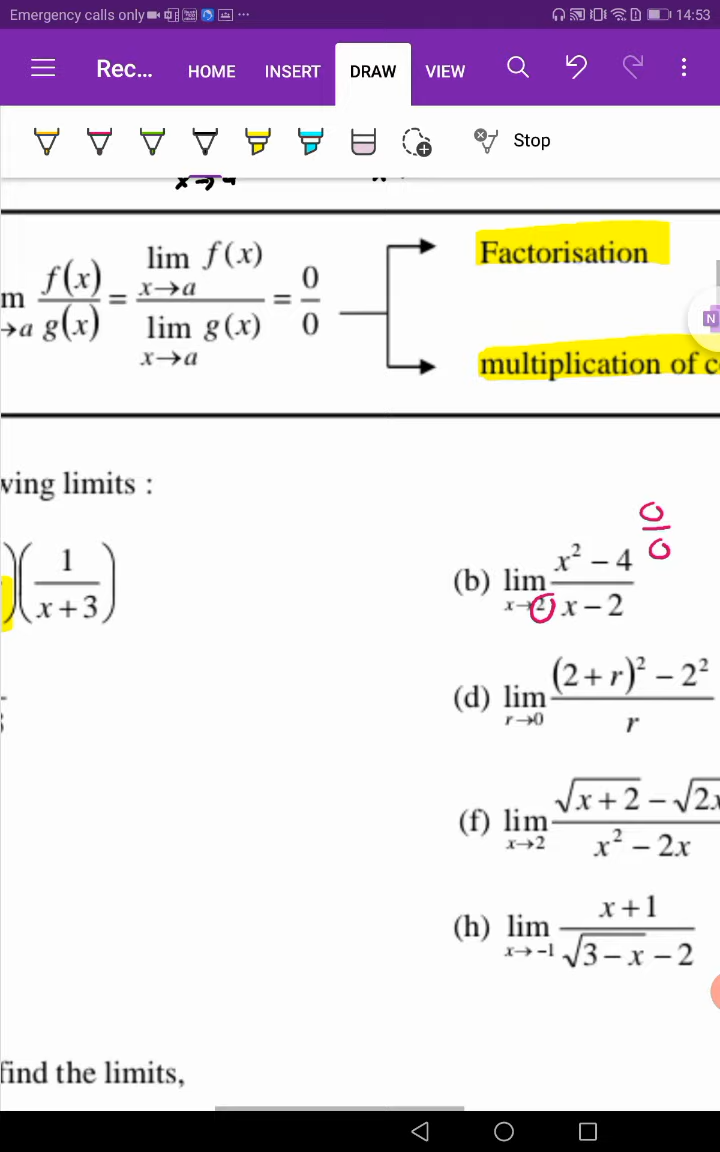 Emergency calls only ... 14:53
Rec... HOME INSERT DRAW VIEW
Stop
x→4
m →a f(x)/g(x) = lim x→a f(x) / lim x→a g(x) = 0/0
Factorisation
multiplication of c
ving limits :
)(1/(x+3))
(b) lim x→2 (x² − 4)/(x − 2) 0/0
(d) lim r→0 ((2 + r)² − 2²)/r
(f) lim x→2 (√(x + 2) − √2x)/(x² − 2x)
(h) lim x→−1 (x + 1)/(√(3 − x) − 2)
find the limits,